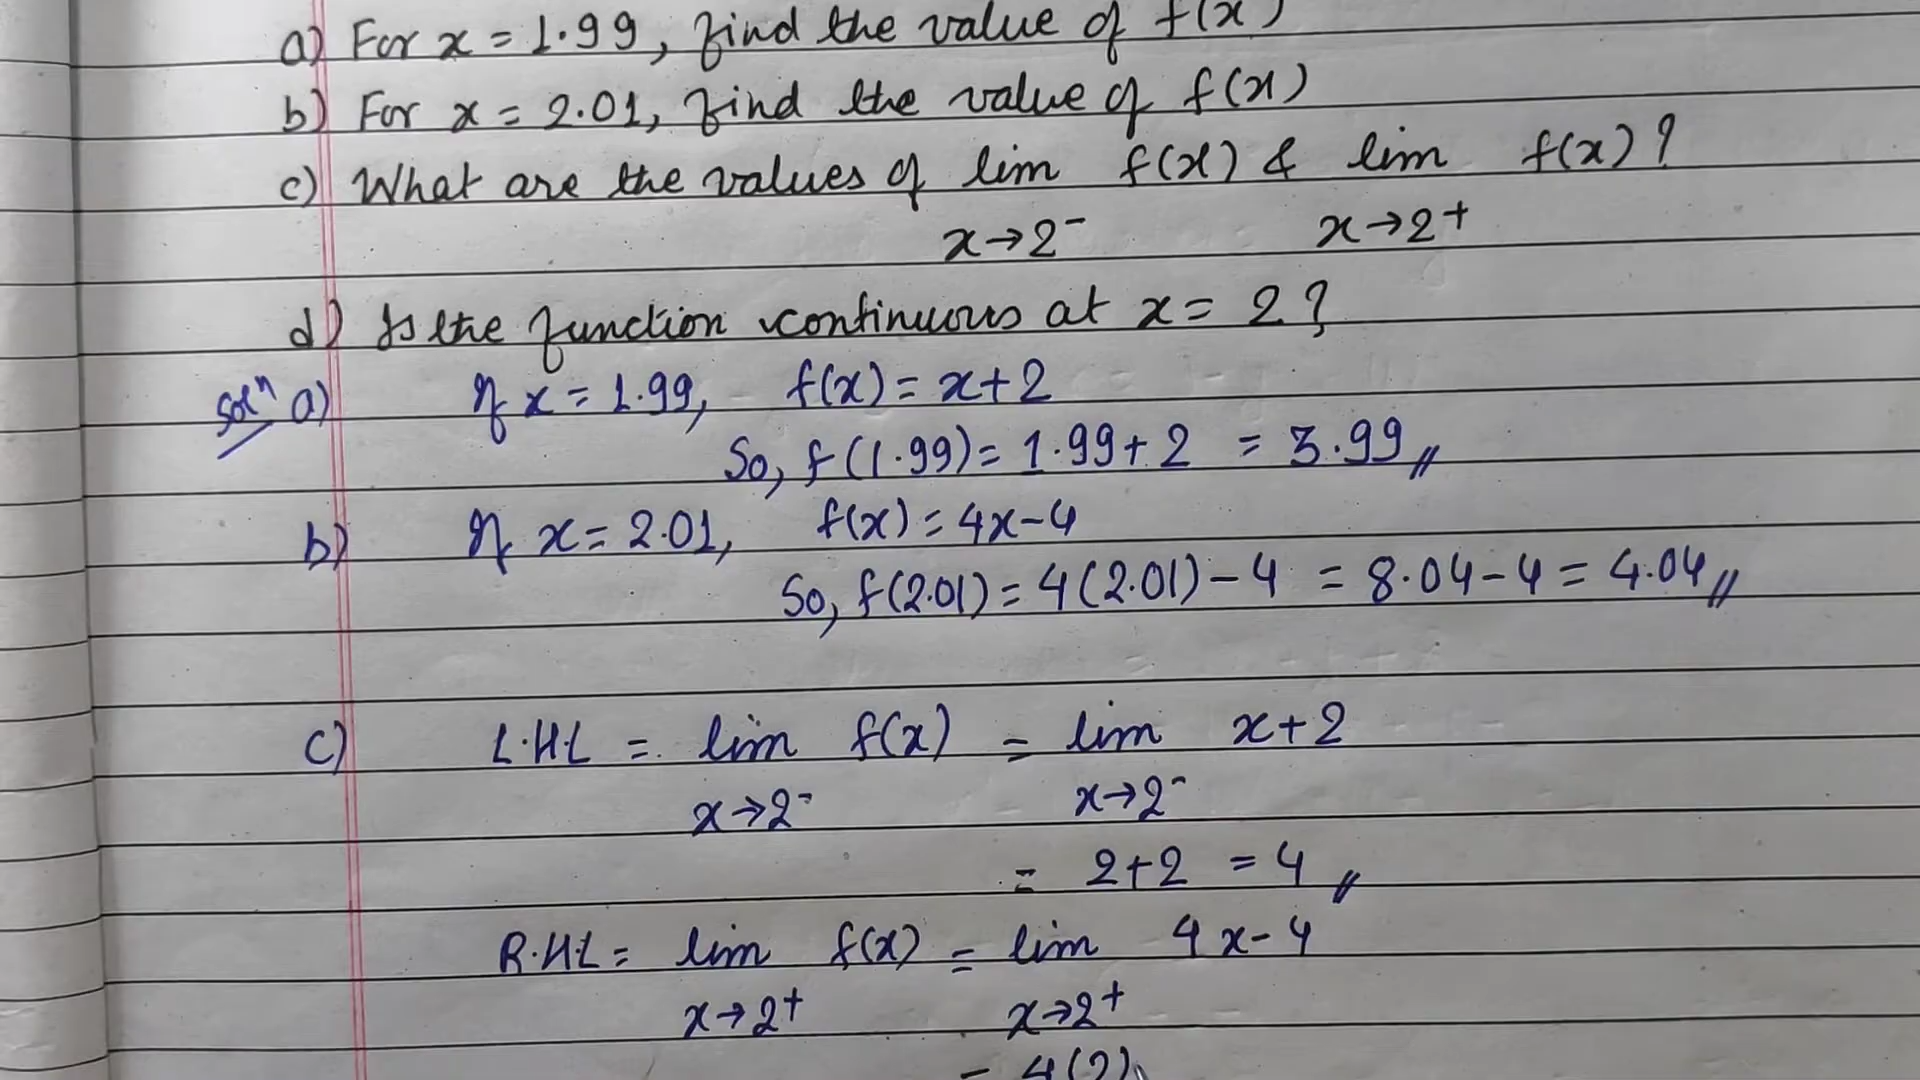 a) For x = 1.99, find the value of f(x)
b) For x = 2.01, find the value of f(x)
c) What are the values of lim f(x) & lim f(x) ?
x→2⁻ x→2⁺
d) Is the function continuous at x = 2 ?
Solⁿ a) If x = 1.99, f(x) = x+2
So, f(1.99) = 1.99+2 = 3.99 //
b) If x = 2.01, f(x) = 4x-4
So, f(2.01) = 4(2.01) - 4 = 8.04 - 4 = 4.04 //
c) L.H.L = lim f(x) = lim x+2
x→2⁻ x→2⁻
= 2+2 = 4 //
R.H.L = lim f(x) = lim 4x-4
x→2⁺ x→2⁺
= 4(2)